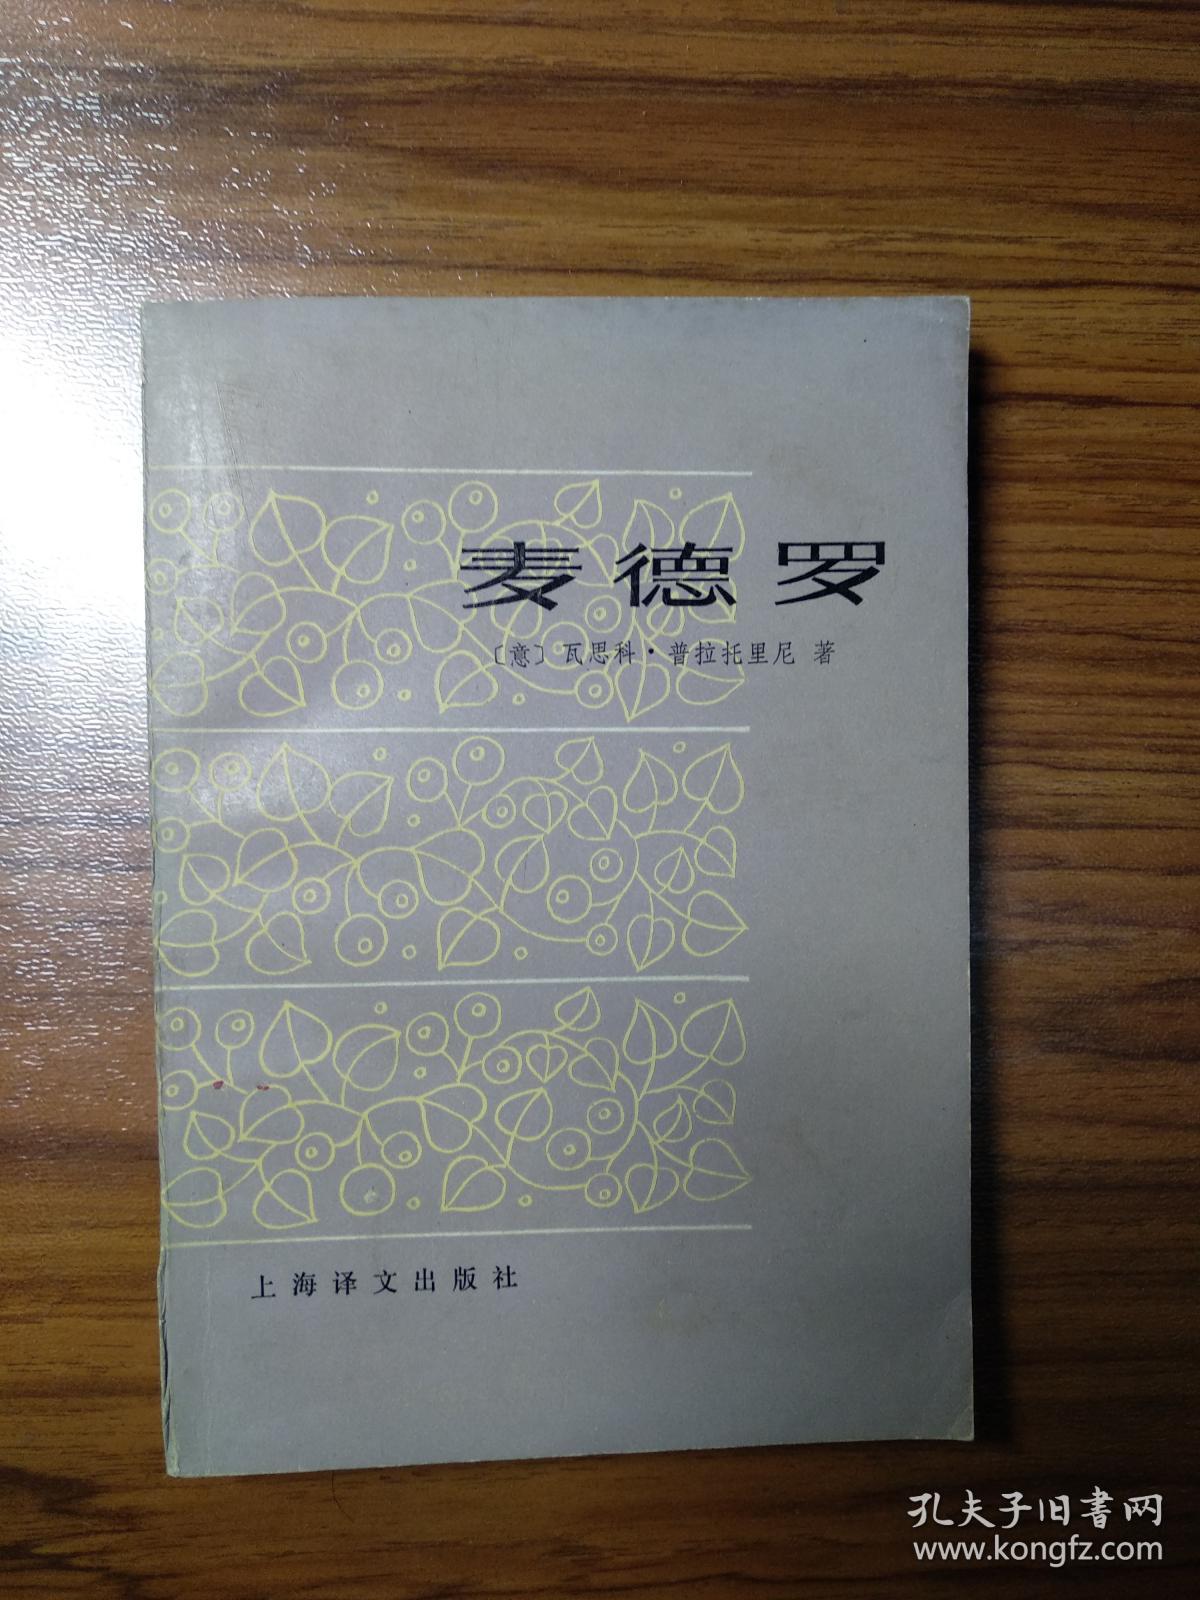 麦德罗
〔意〕瓦思科·普拉托里尼 著
上海译文出版社
孔夫子旧書网
www.kongfz.com